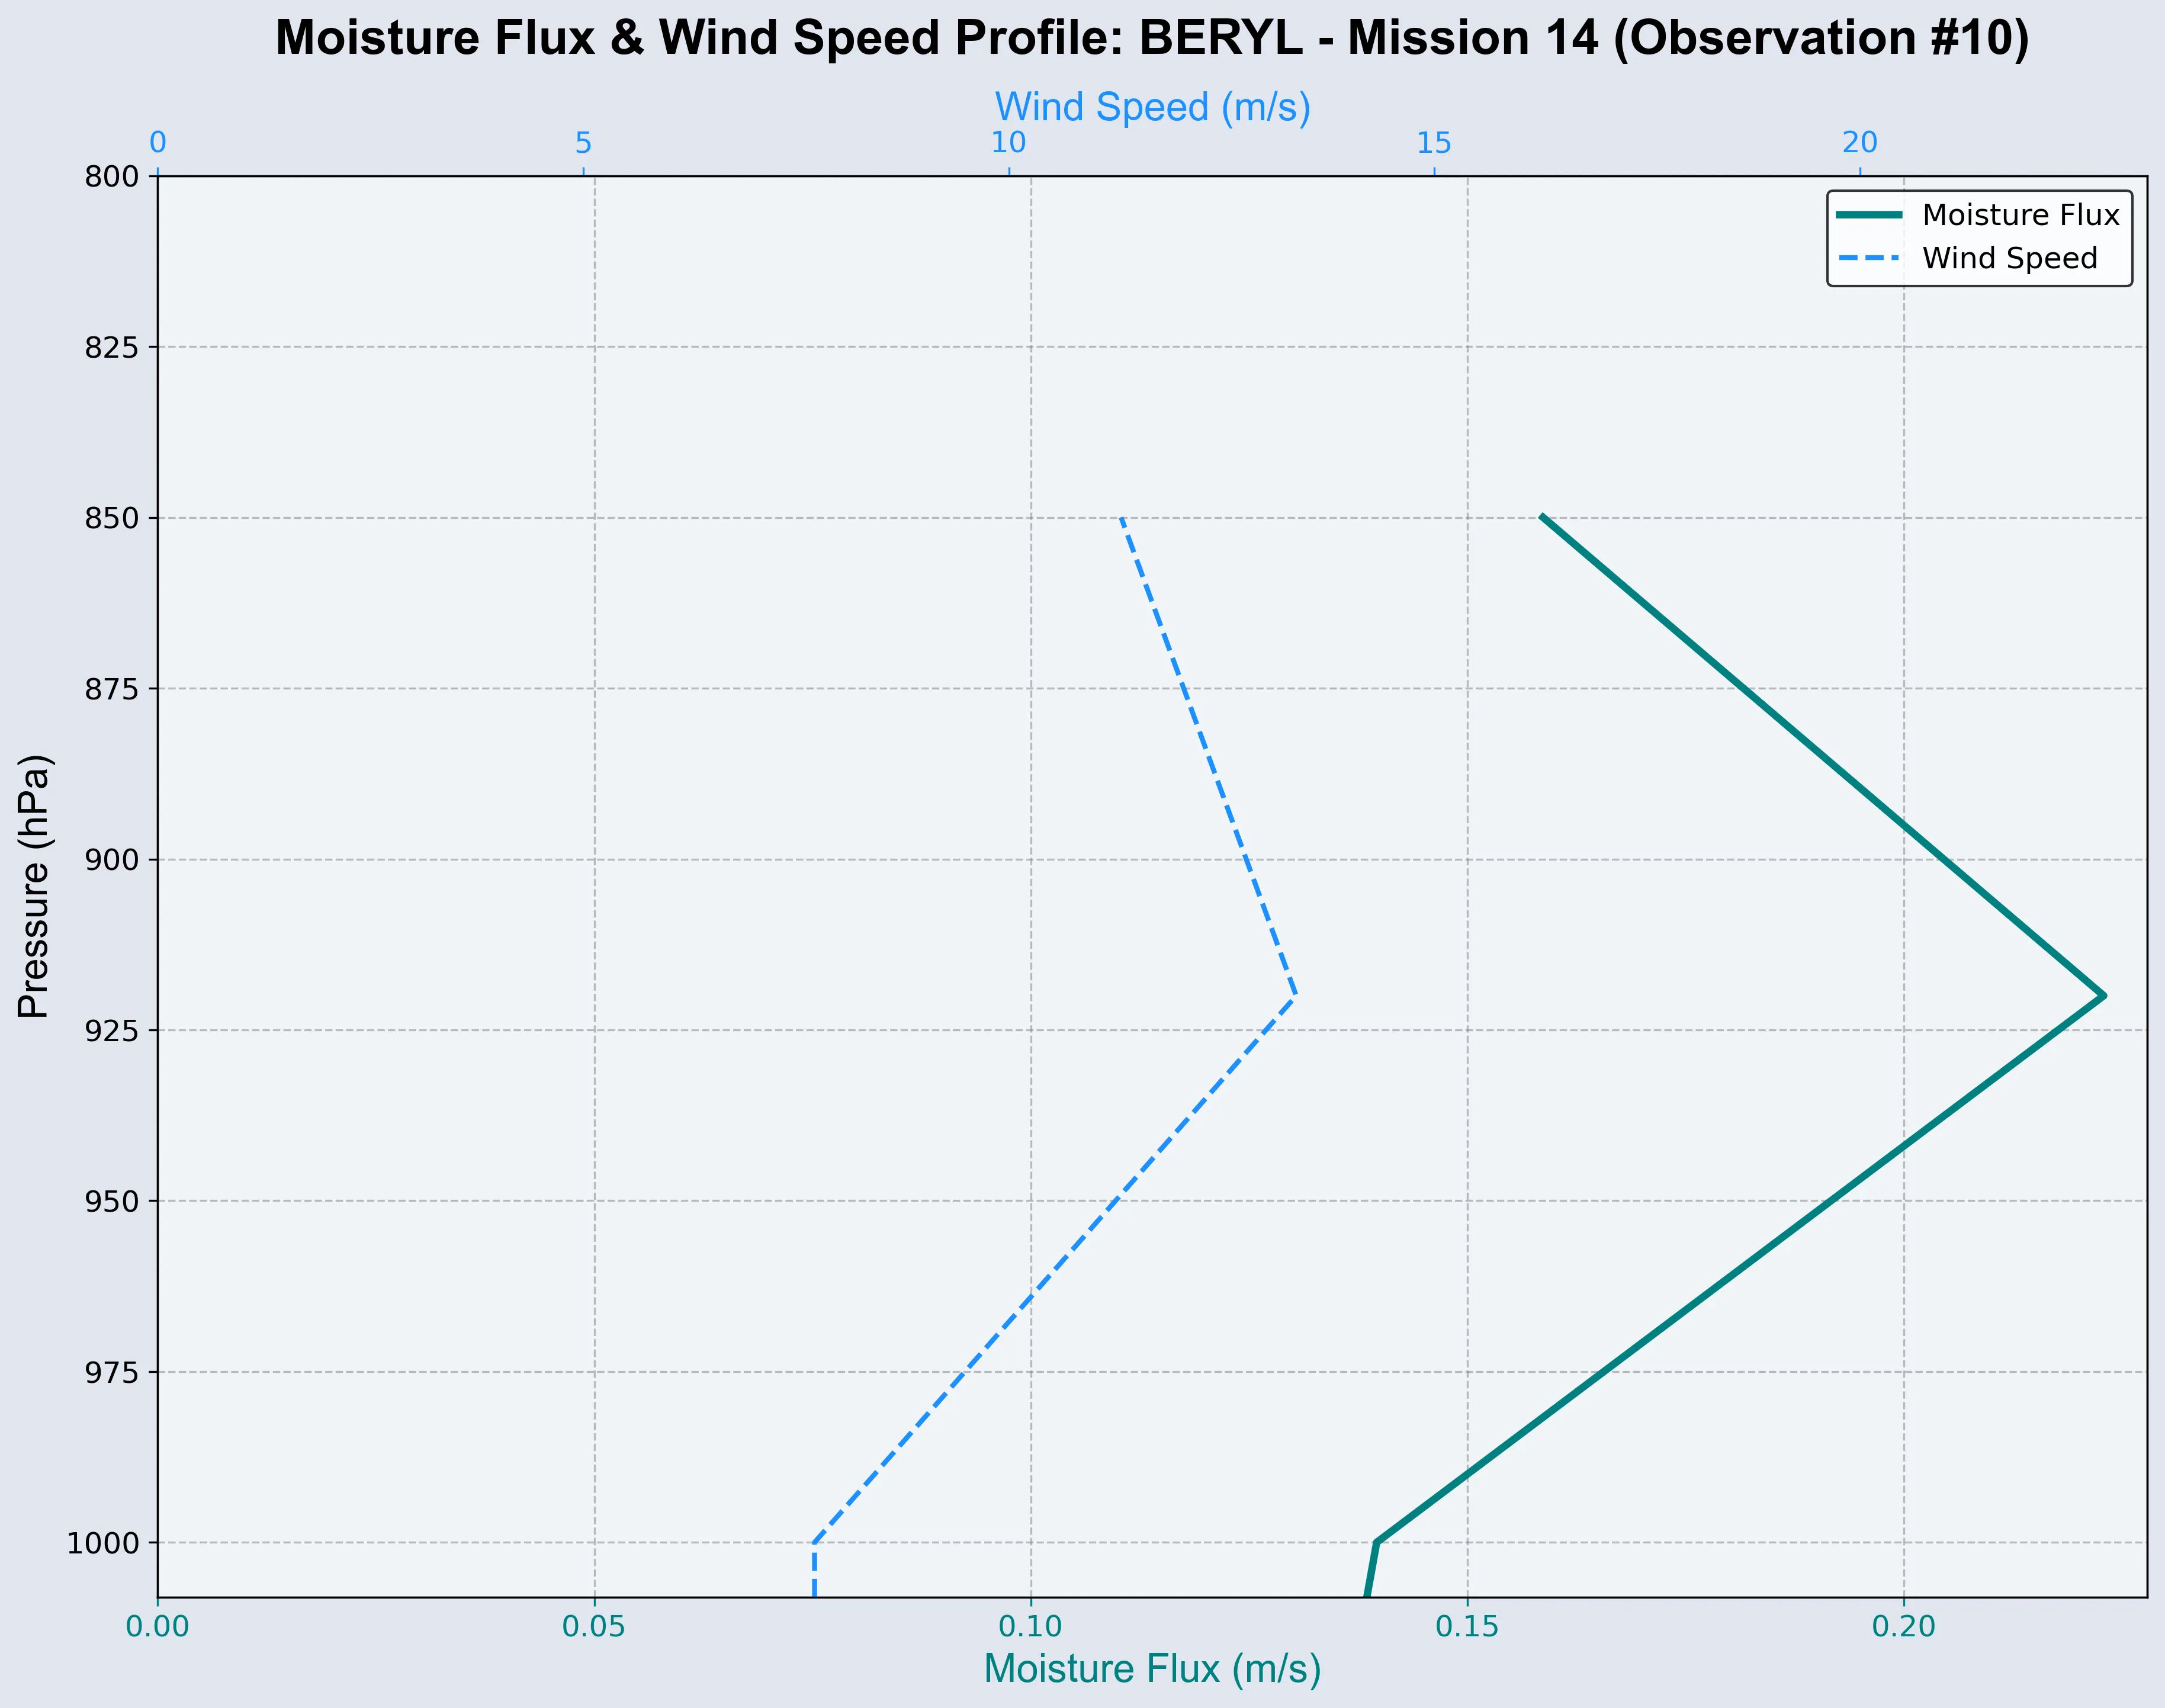 Moisture Flux & Wind Speed Profile: BERYL - Mission 14 (Observation #10)
Wind Speed (m/s)
0 5 10 15 20
Moisture Flux
Wind Speed
Pressure (hPa)
800
825
850
875
900
925
950
975
1000
0.00 0.05 0.10 0.15 0.20
Moisture Flux (m/s)